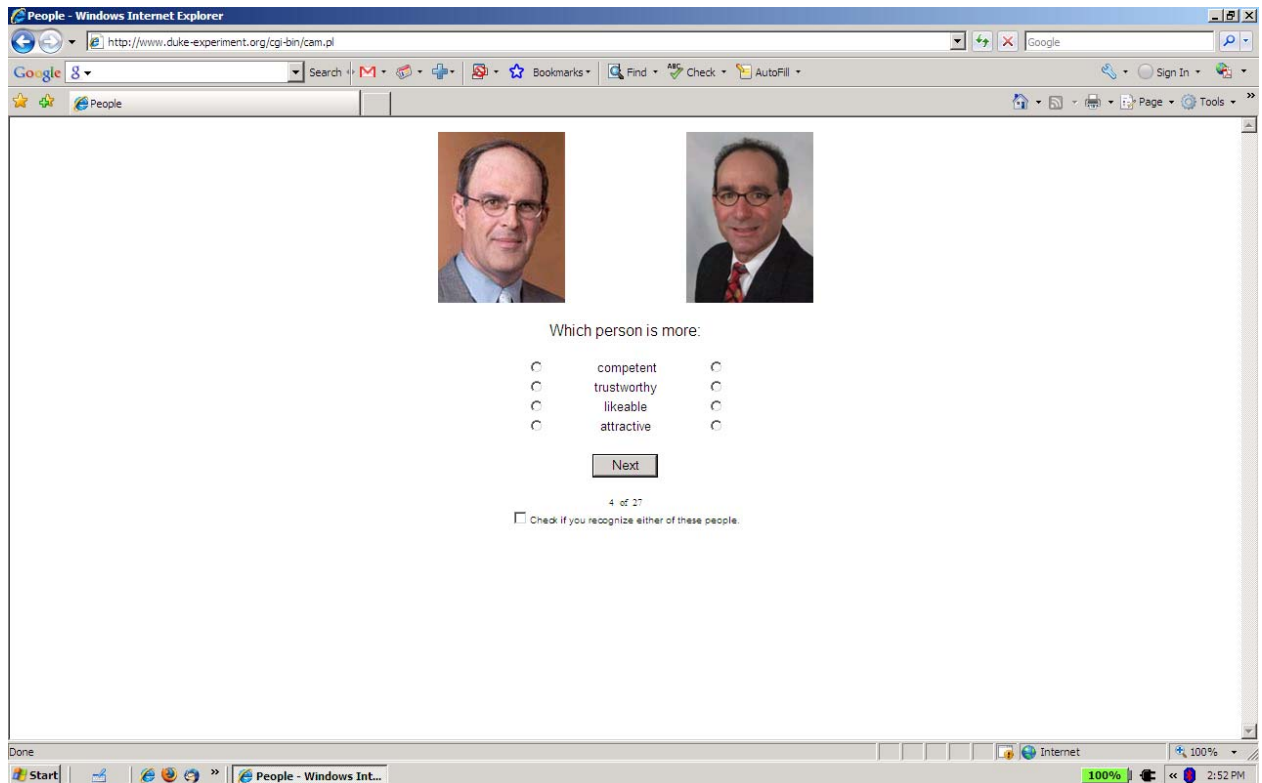 People - Windows Internet Explorer
http://www.duke-experiment.org/cgi-bin/cam.pl
Google
Google Search Bookmarks Find ABC Check AutoFill Sign In
People Page Tools
Which person is more:
competent
trustworthy
likeable
attractive
Next
4 of 27
Check if you recognize either of these people.
Done Internet 100%
Start People - Windows Int... 100% 2:52 PM